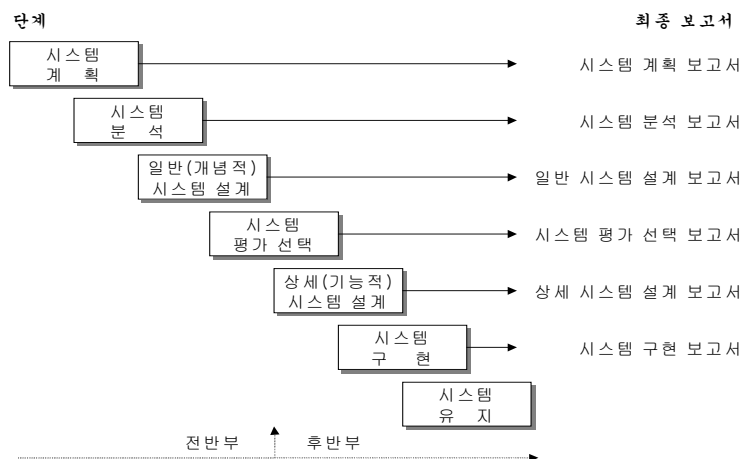 단계
최종 보고서
시스템
계 획
시스템 계획 보고서
시스템
분 석
시스템 분석 보고서
일반(개념적)
시스템 설계
일반 시스템 설계 보고서
시스템
평가 선택
시스템 평가 선택 보고서
상세(기능적)
시스템 설계
상세 시스템 설계 보고서
시스템
구 현
시스템 구현 보고서
시스템
유 지
전반부
후반부